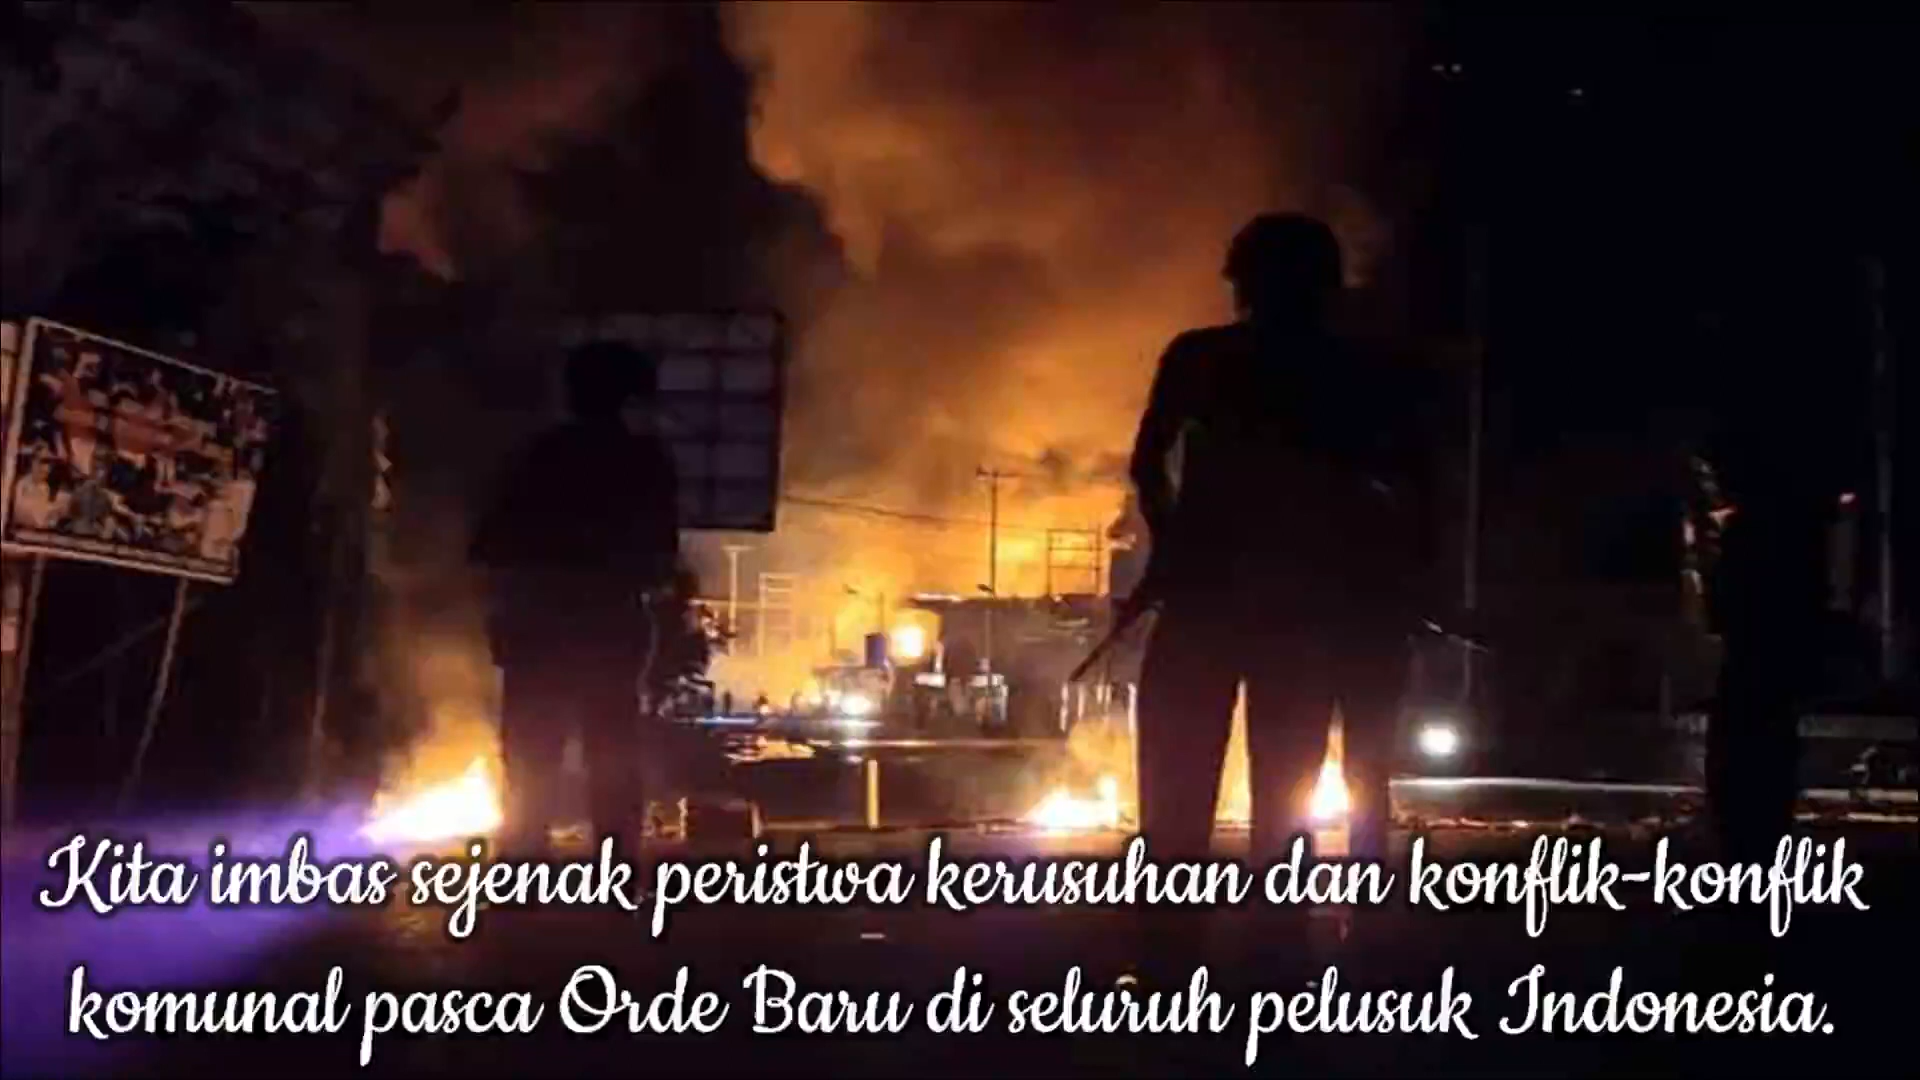 Kita imbas sejenak peristwa kerusuhan dan konflik-konflik
komunal pasca Orde Baru di seluruh pelusuk Indonesia.